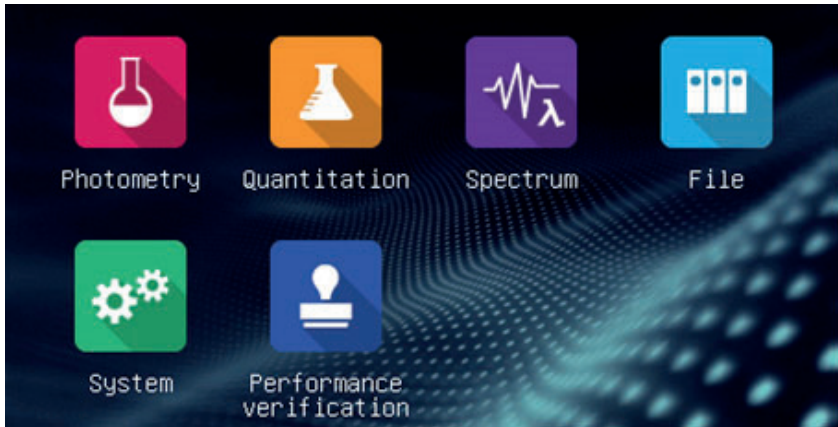 Photometry
Quantitation
Spectrum
File
λ
System
Performance
verification